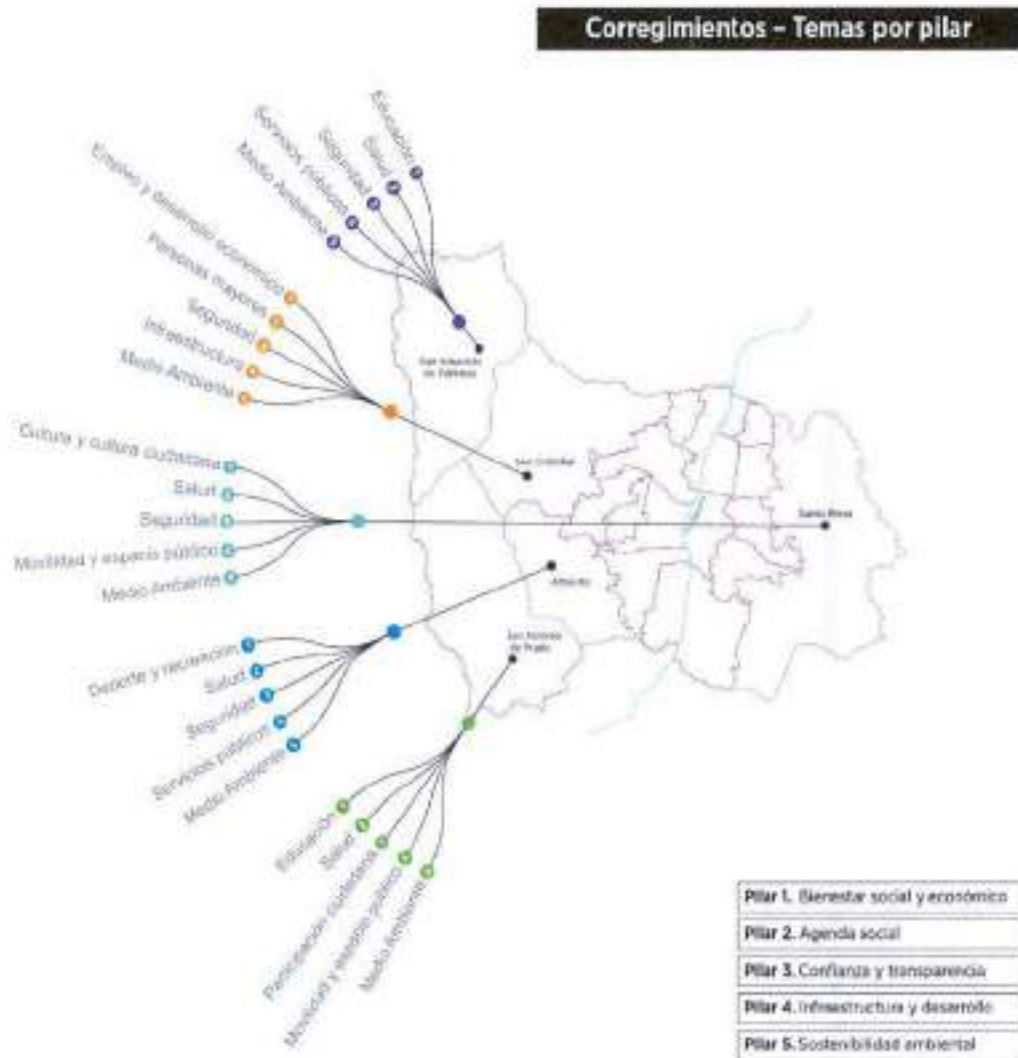 Corregimientos – Temas por pilar
Educación
Salud
Seguridad
Servicios públicos
Medio Ambiente
Empleo y desarrollo económico
Personas mayores
Seguridad
Infraestructura
Medio Ambiente
San Sebastián
de Palmitas
San Cristóbal
Cultura y cultura ciudadana
Salud
Seguridad
Movilidad y espacio público
Medio Ambiente
Santa Elena
Altavista
San Antonio
de Prado
Deporte y recreación
Salud
Seguridad
Servicios públicos
Medio Ambiente
Educación
Salud
Participación ciudadana
Movilidad y espacio público
Medio Ambiente
Pilar 1. Bienestar social y económico
Pilar 2. Agenda social
Pilar 3. Confianza y transparencia
Pilar 4. Infraestructura y desarrollo
Pilar 5. Sostenibilidad ambiental